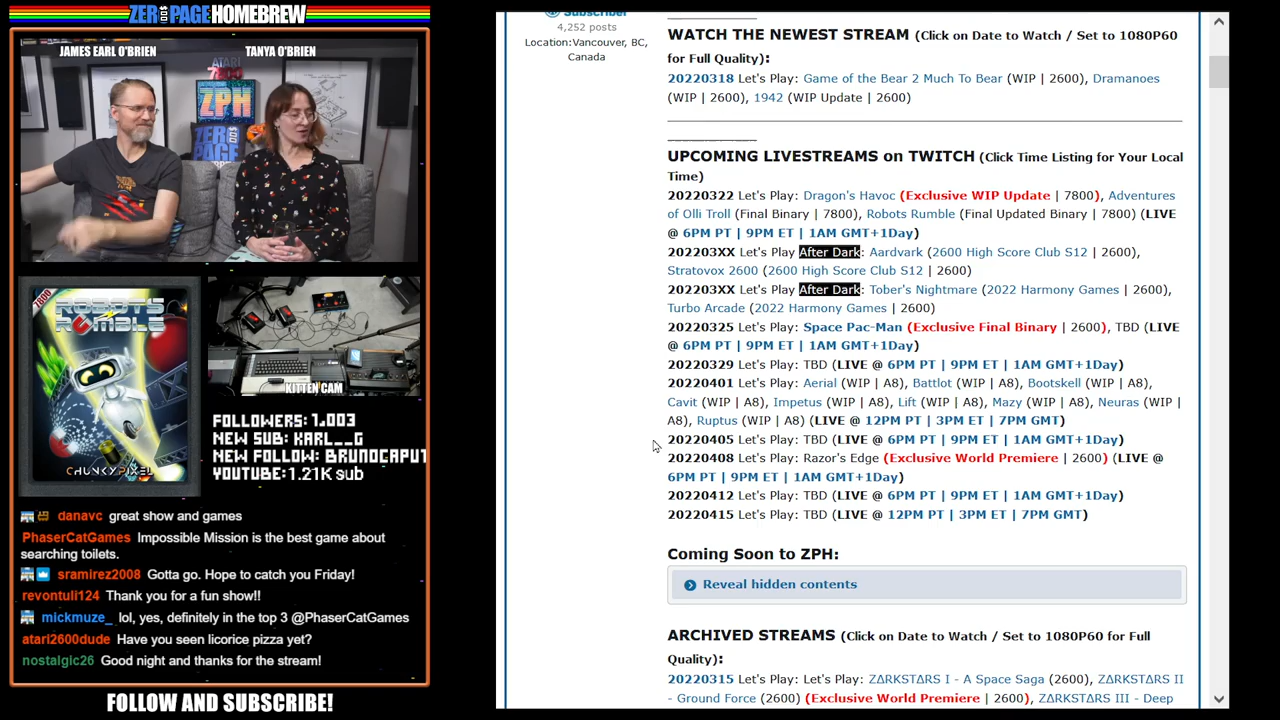 ZEROPAGE HOMEBREW
JAMES EARL O'BRIEN
TANYA O'BRIEN
ATARI
7800
ZPH
ZERO
PAGE
7800
ROBOTS
RUMBLE
CHUNKYPIXEL
KITTEN CAM
FOLLOWERS: 1,003
NEW SUB: KARL__G
NEW FOLLOW: BRUNOCAPUT
YOUTUBE: 1.21K sub
danavc great show and games
PhaserCatGames Impossible Mission is the best game about
searching toilets.
sramirez2008 Gotta go. Hope to catch you Friday!
revontuli124 Thank you for a fun show!!
mickmuze_ lol, yes, definitely in the top 3 @PhaserCatGames
atari2600dude Have you seen licorice pizza yet?
nostalgic26 Good night and thanks for the stream!
FOLLOW AND SUBSCRIBE!
Subscriber
4,252 posts
Location:Vancouver, BC,
Canada
WATCH THE NEWEST STREAM (Click on Date to Watch / Set to 1080P60
for Full Quality):
20220318 Let's Play: Game of the Bear 2 Much To Bear (WIP | 2600), Dramanoes
(WIP | 2600), 1942 (WIP Update | 2600)
UPCOMING LIVESTREAMS on TWITCH (Click Time Listing for Your Local
Time)
20220322 Let's Play: Dragon's Havoc (Exclusive WIP Update | 7800), Adventures
of Olli Troll (Final Binary | 7800), Robots Rumble (Final Updated Binary | 7800) (LIVE
@ 6PM PT | 9PM ET | 1AM GMT+1Day)
202203XX Let's Play After Dark: Aardvark (2600 High Score Club S12 | 2600),
Stratovox 2600 (2600 High Score Club S12 | 2600)
202203XX Let's Play After Dark: Tober's Nightmare (2022 Harmony Games | 2600),
Turbo Arcade (2022 Harmony Games | 2600)
20220325 Let's Play: Space Pac-Man (Exclusive Final Binary | 2600), TBD (LIVE
@ 6PM PT | 9PM ET | 1AM GMT+1Day)
20220329 Let's Play: TBD (LIVE @ 6PM PT | 9PM ET | 1AM GMT+1Day)
20220401 Let's Play: Aerial (WIP | A8), Battlot (WIP | A8), Bootskell (WIP | A8),
Cavit (WIP | A8), Impetus (WIP | A8), Lift (WIP | A8), Mazy (WIP | A8), Neuras (WIP |
A8), Ruptus (WIP | A8) (LIVE @ 12PM PT | 3PM ET | 7PM GMT)
20220405 Let's Play: TBD (LIVE @ 6PM PT | 9PM ET | 1AM GMT+1Day)
20220408 Let's Play: Razor's Edge (Exclusive World Premiere | 2600) (LIVE @
6PM PT | 9PM ET | 1AM GMT+1Day)
20220412 Let's Play: TBD (LIVE @ 6PM PT | 9PM ET | 1AM GMT+1Day)
20220415 Let's Play: TBD (LIVE @ 12PM PT | 3PM ET | 7PM GMT)
Coming Soon to ZPH:
Reveal hidden contents
ARCHIVED STREAMS (Click on Date to Watch / Set to 1080P60 for Full
Quality):
20220315 Let's Play: Let's Play: ZΔRKSTΔRS I - A Space Saga (2600), ZΔRKSTΔRS II
- Ground Force (2600) (Exclusive World Premiere | 2600), ZΔRKSTΔRS III - Deep